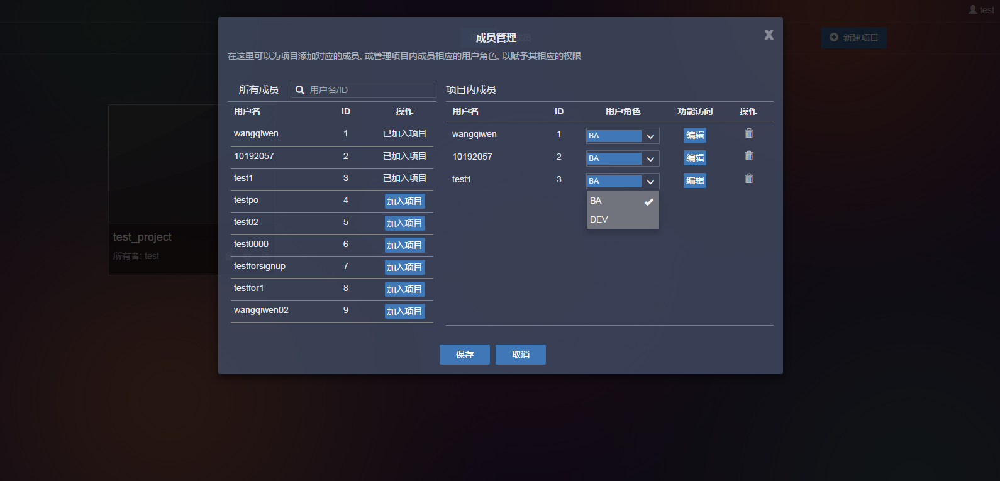 test
成员管理
新建项目
在这里可以为项目添加对应的成员, 或管理项目内成员相应的用户角色, 以赋予其相应的权限
所有成员 用户名/ID
项目内成员
用户名 ID 操作
wangqiwen 1 已加入项目
10192057 2 已加入项目
test1 3 已加入项目
testpo 4 加入项目
test02 5 加入项目
test0000 6 加入项目
testforsignup 7 加入项目
testfor1 8 加入项目
wangqiwen02 9 加入项目
用户名 ID 用户角色 功能访问 操作
wangqiwen 1 BA 编辑
10192057 2 BA 编辑
test1 3 BA 编辑
BA
DEV
test_project
所有者: test
保存 取消